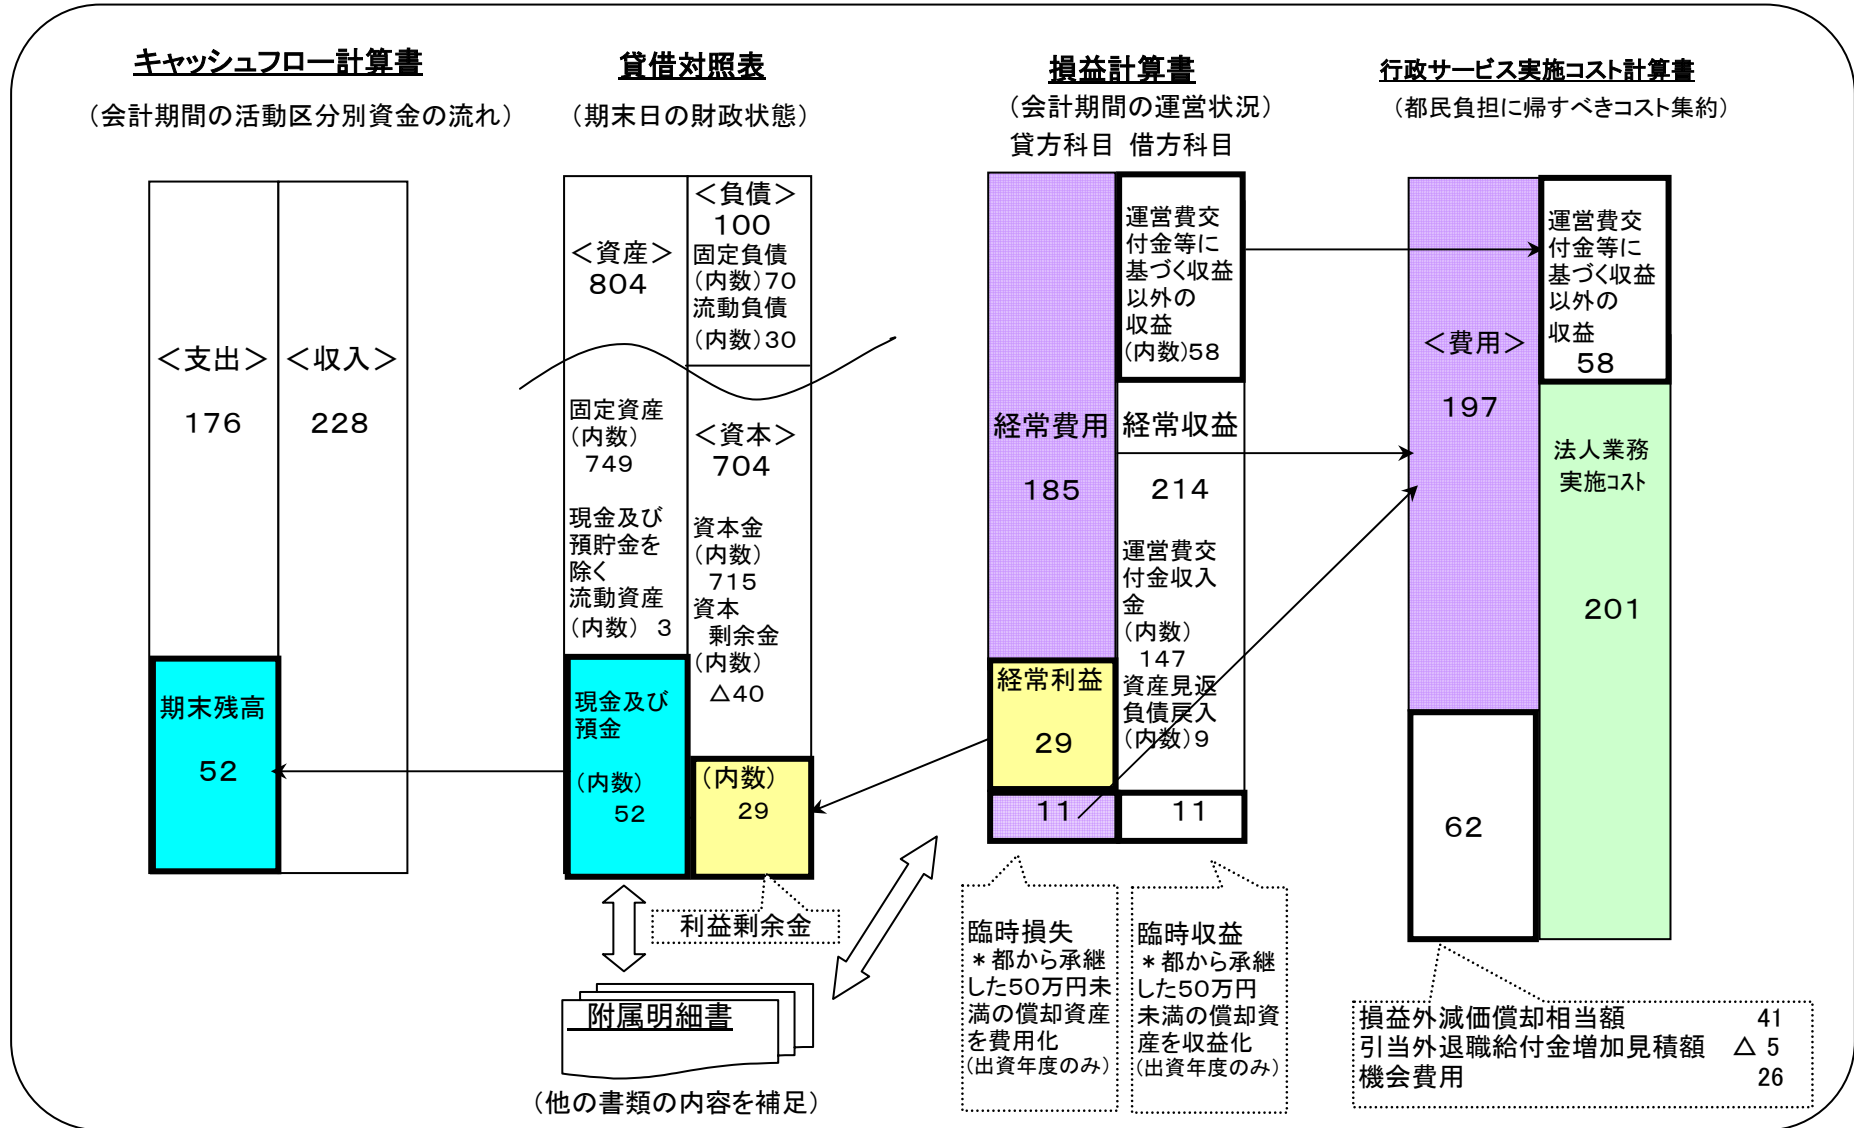 キャッシュフロー計算書
（会計期間の活動区分別資金の流れ）
＜支出＞
176
＜収入＞
228
期末残高
52
貸借対照表
（期末日の財政状態）
＜資産＞
804
固定資産
（内数）
749
現金及び
預貯金を
除く
流動資産
（内数） 3
現金及び
預金
（内数）
52
＜負債＞
100
固定負債
（内数）70
流動負債
（内数）30
＜資本＞
704
資本金
（内数）
715
資本
剰余金
（内数）
△40
（内数）
29
利益剰余金
附属明細書
（他の書類の内容を補足）
損益計算書
（会計期間の運営状況）
貸方科目 借方科目
経常費用
185
経常利益
29
11
運営費交
付金等に
基づく収益
以外の
収益
（内数）58
経常収益
214
運営費交
付金収入
金
（内数）
147
資産見返
負債戻入
（内数）9
11
臨時損失
＊都から承継
した50万円未
満の償却資産
を費用化
（出資年度のみ）
臨時収益
＊都から承継
した50万円
未満の償却資
産を収益化
（出資年度のみ）
行政サービス実施コスト計算書
（都民負担に帰すべきコスト集約）
＜費用＞
197
62
運営費交
付金等に
基づく収益
以外の
収益
58
法人業務
実施コスト
201
損益外減価償却相当額 41
引当外退職給付金増加見積額 △ 5
機会費用 26